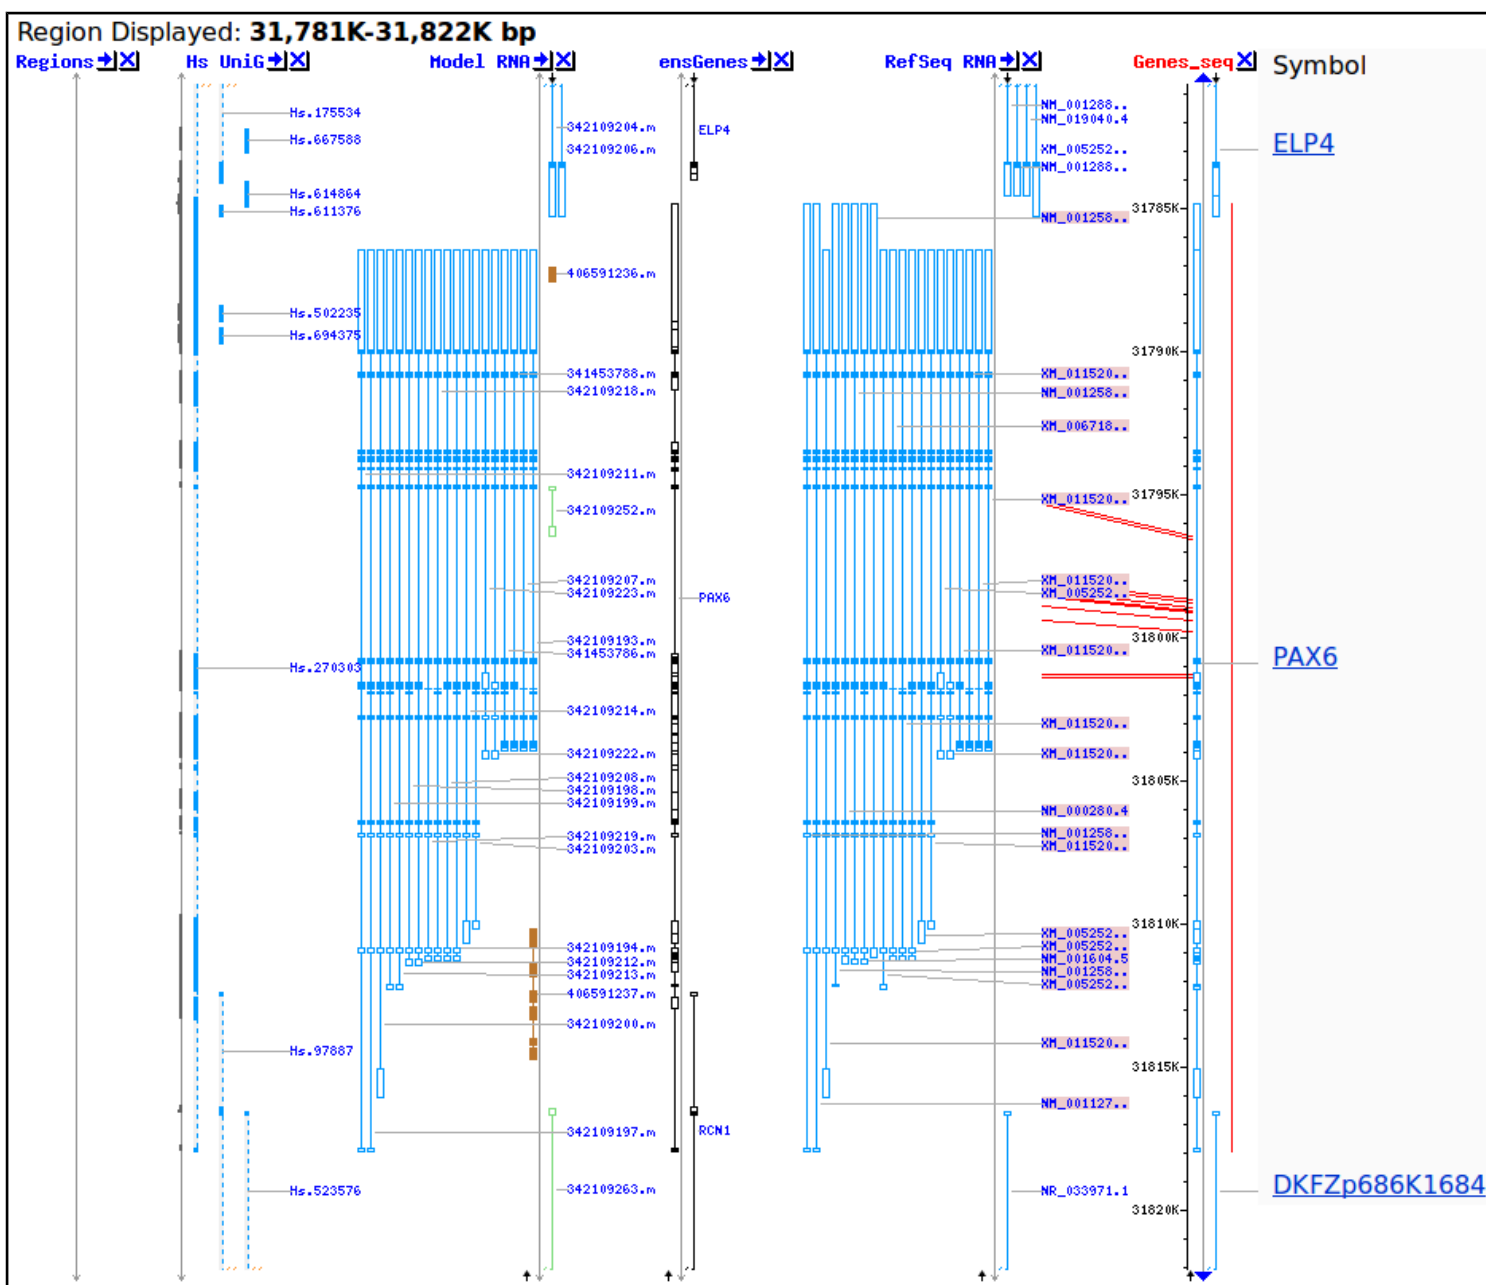 Region Displayed: 31,781K-31,822K bp
Regions Hs UniG Model RNA ensGenes RefSeq RNA Genes_seq Symbol
Hs.175534
Hs.667588
Hs.614864
Hs.611376
Hs.502235
Hs.694375
Hs.270303
Hs.97887
Hs.523576
342109204.m
342109206.m
406591236.m
341453788.m
342109218.m
342109211.m
342109252.m
342109207.m
342109223.m
342109193.m
341453786.m
342109214.m
342109222.m
342109208.m
342109198.m
342109199.m
342109219.m
342109203.m
342109194.m
342109212.m
342109213.m
406591237.m
342109200.m
342109197.m
342109263.m
ELP4
PAX6
RCN1
NM_001288..
NM_019040.4
XM_005252..
NM_001288..
NM_001258..
XM_011520..
NM_001258..
XM_006718..
XM_011520..
XM_011520..
XM_005252..
XM_011520..
XM_011520..
XM_011520..
NM_000280.4
NM_001258..
XM_011520..
XM_005252..
XM_005252..
NM_001604.5
NM_001258..
XM_005252..
XM_011520..
NM_001127..
NR_033971.1
31785K
31790K
31795K
31800K
31805K
31810K
31815K
31820K
ELP4
PAX6
DKFZp686K1684